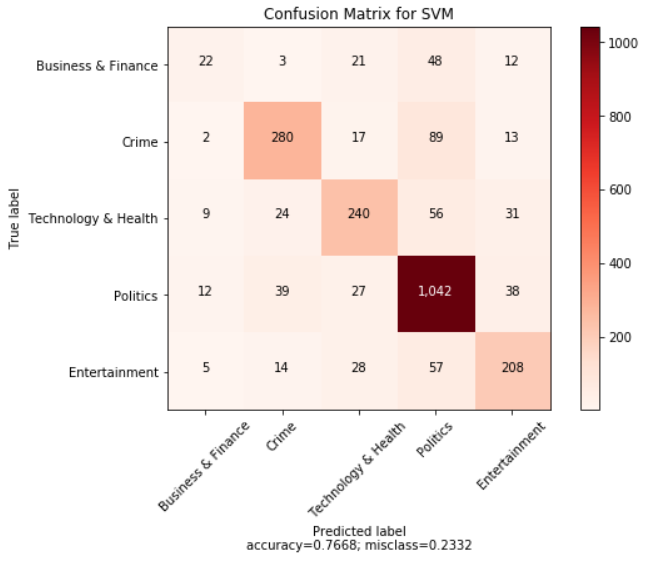 Confusion Matrix for SVM
Business & Finance 22 3 21 48 12
Crime 2 280 17 89 13
Technology & Health 9 24 240 56 31
Politics 12 39 27 1,042 38
Entertainment 5 14 28 57 208
True label
Business & Finance Crime Technology & Health Politics Entertainment
Predicted label
accuracy=0.7668; misclass=0.2332
1000
800
600
400
200